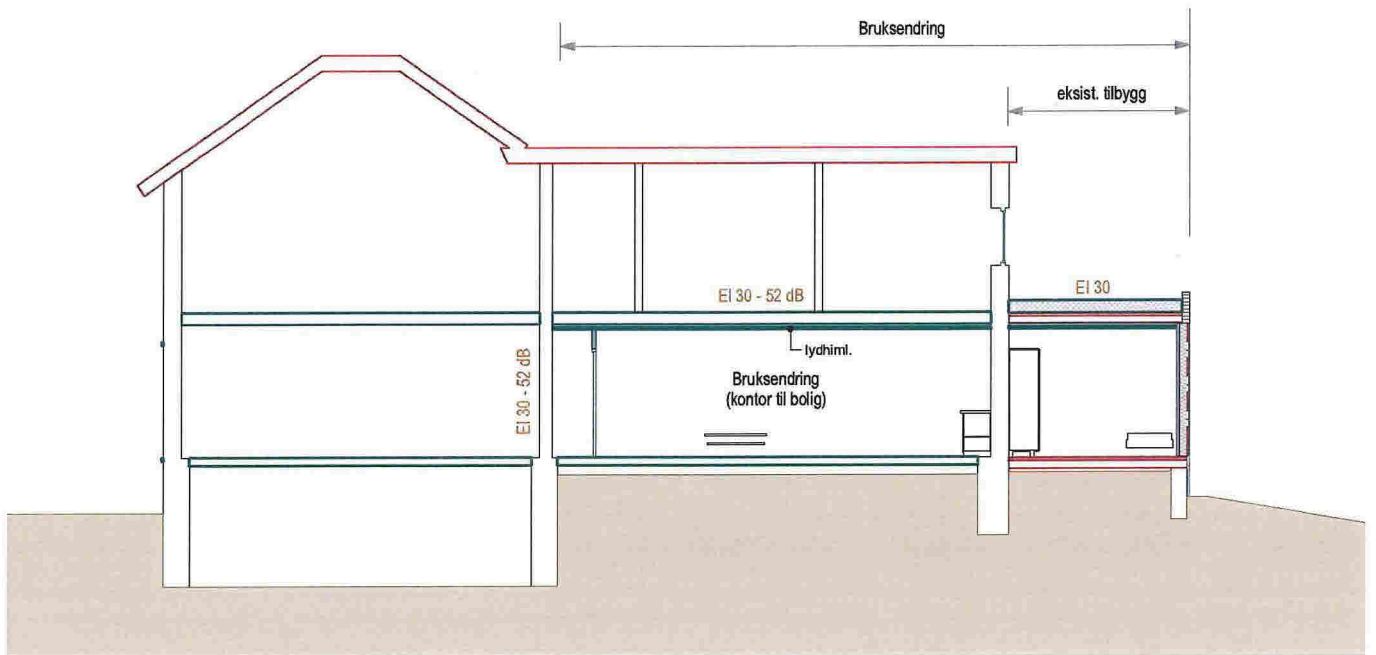 Bruksendring
eksist. tilbygg
EI 30 - 52 dB
EI 30
lydhiml.
EI 30 - 52 dB
Bruksendring
(kontor til bolig)